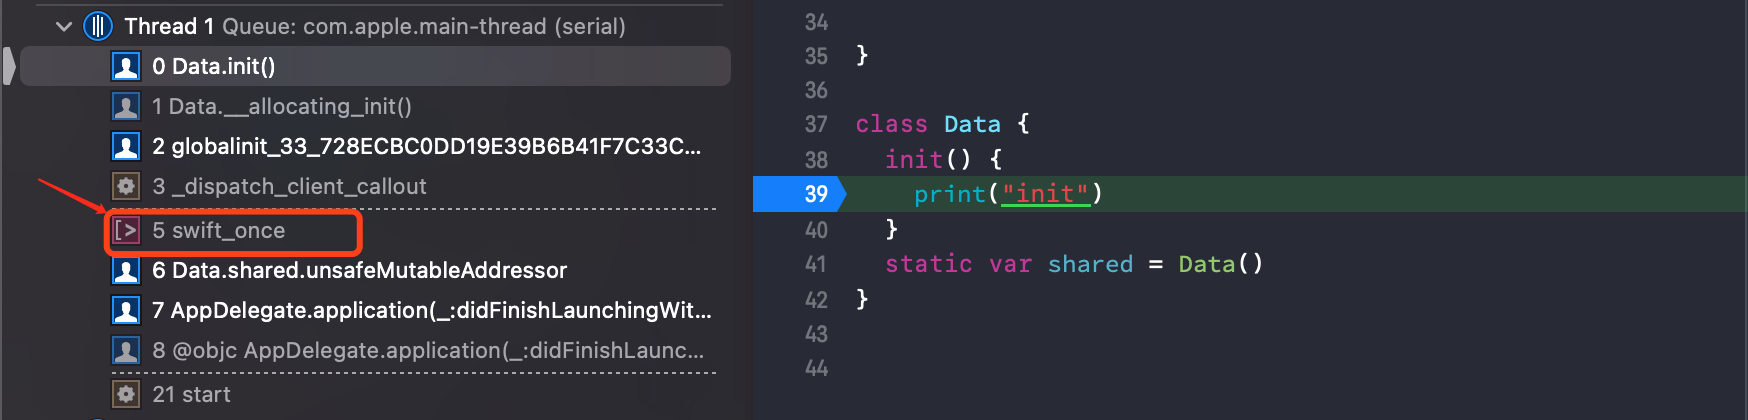 Thread 1 Queue: com.apple.main-thread (serial)
0 Data.init()
1 Data.__allocating_init()
2 globalinit_33_728ECBC0DD19E39B6B41F7C33C...
3 _dispatch_client_callout
5 swift_once
6 Data.shared.unsafeMutableAddressor
7 AppDelegate.application(_:didFinishLaunchingWit...
8 @objc AppDelegate.application(_:didFinishLaunc...
21 start
34
35 }
36
37 class Data {
38 init() {
39 print("init")
40 }
41 static var shared = Data()
42 }
43
44